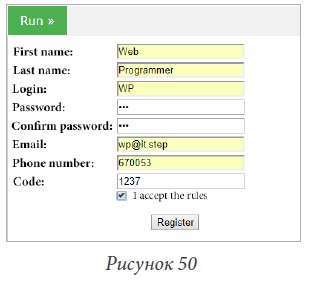 Run »
First name: Web
Last name: Programmer
Login: WP
Password: •••
Confirm password: •••
Email: wp@it.step
Phone number: 670053
Code: 1237
I accept the rules
Register
Рисунок 50